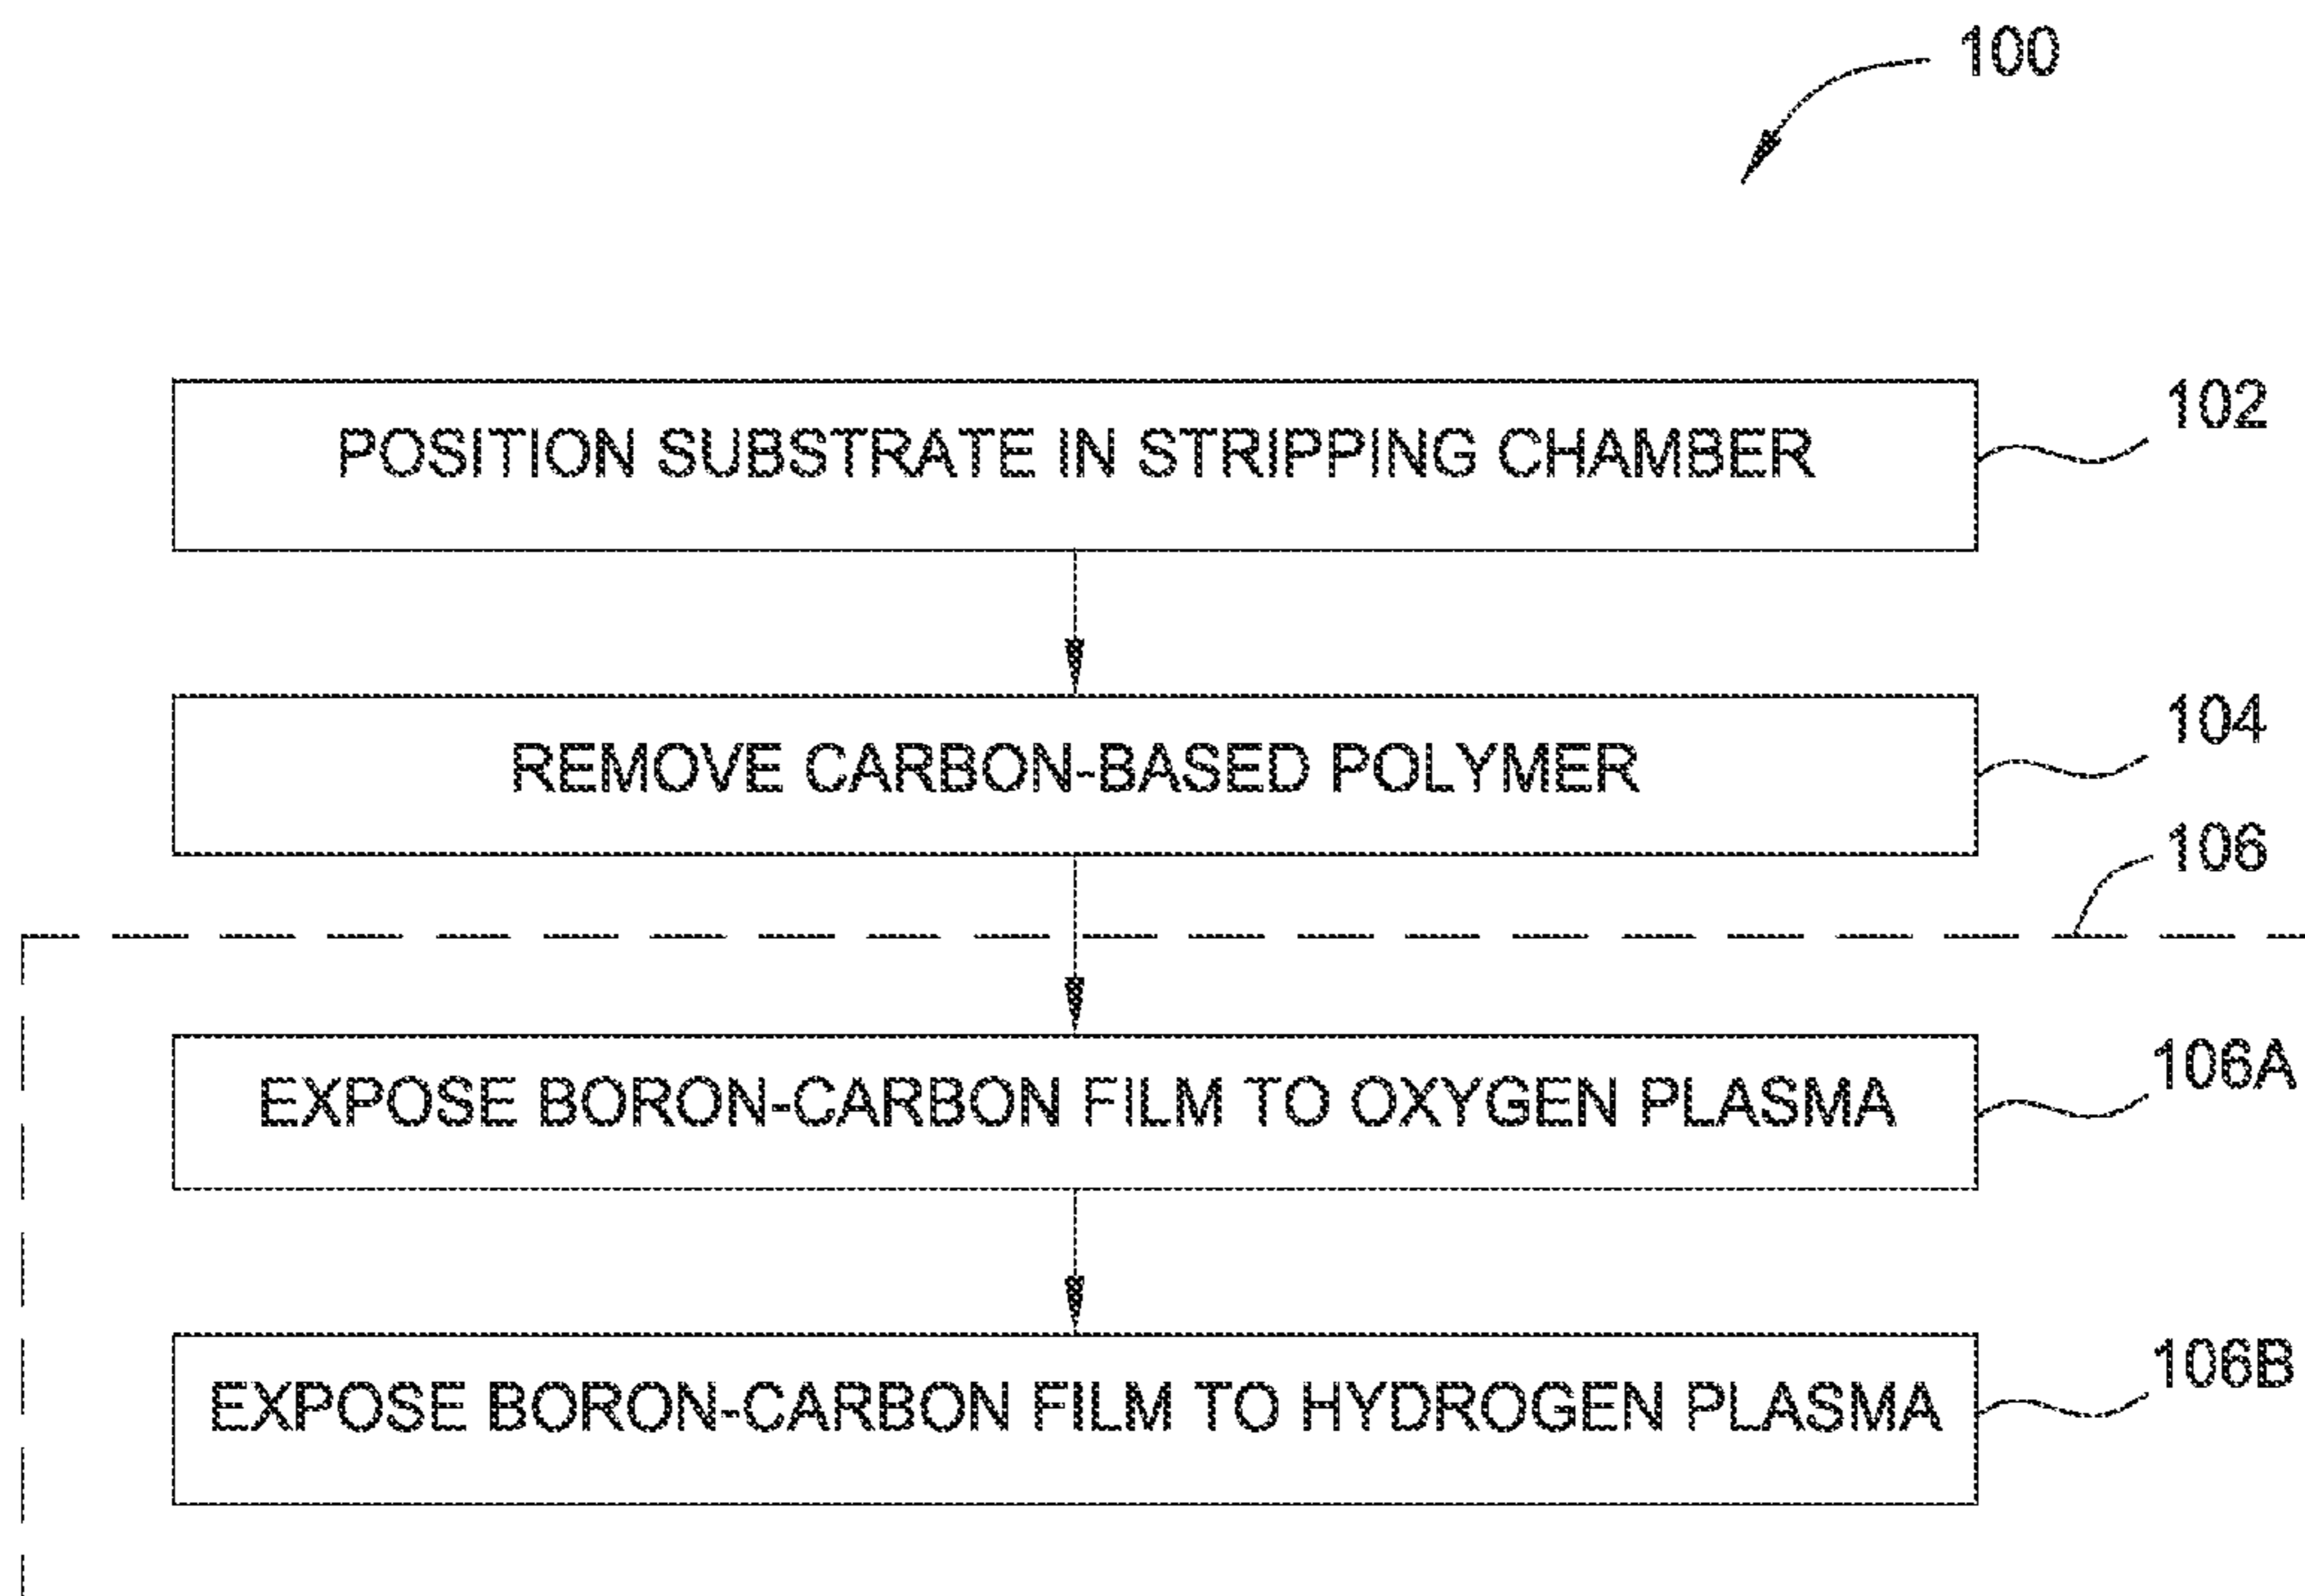 100
POSITION SUBSTRATE IN STRIPPING CHAMBER
102
REMOVE CARBON-BASED POLYMER
104
106
EXPOSE BORON-CARBON FILM TO OXYGEN PLASMA
106A
EXPOSE BORON-CARBON FILM TO HYDROGEN PLASMA
106B